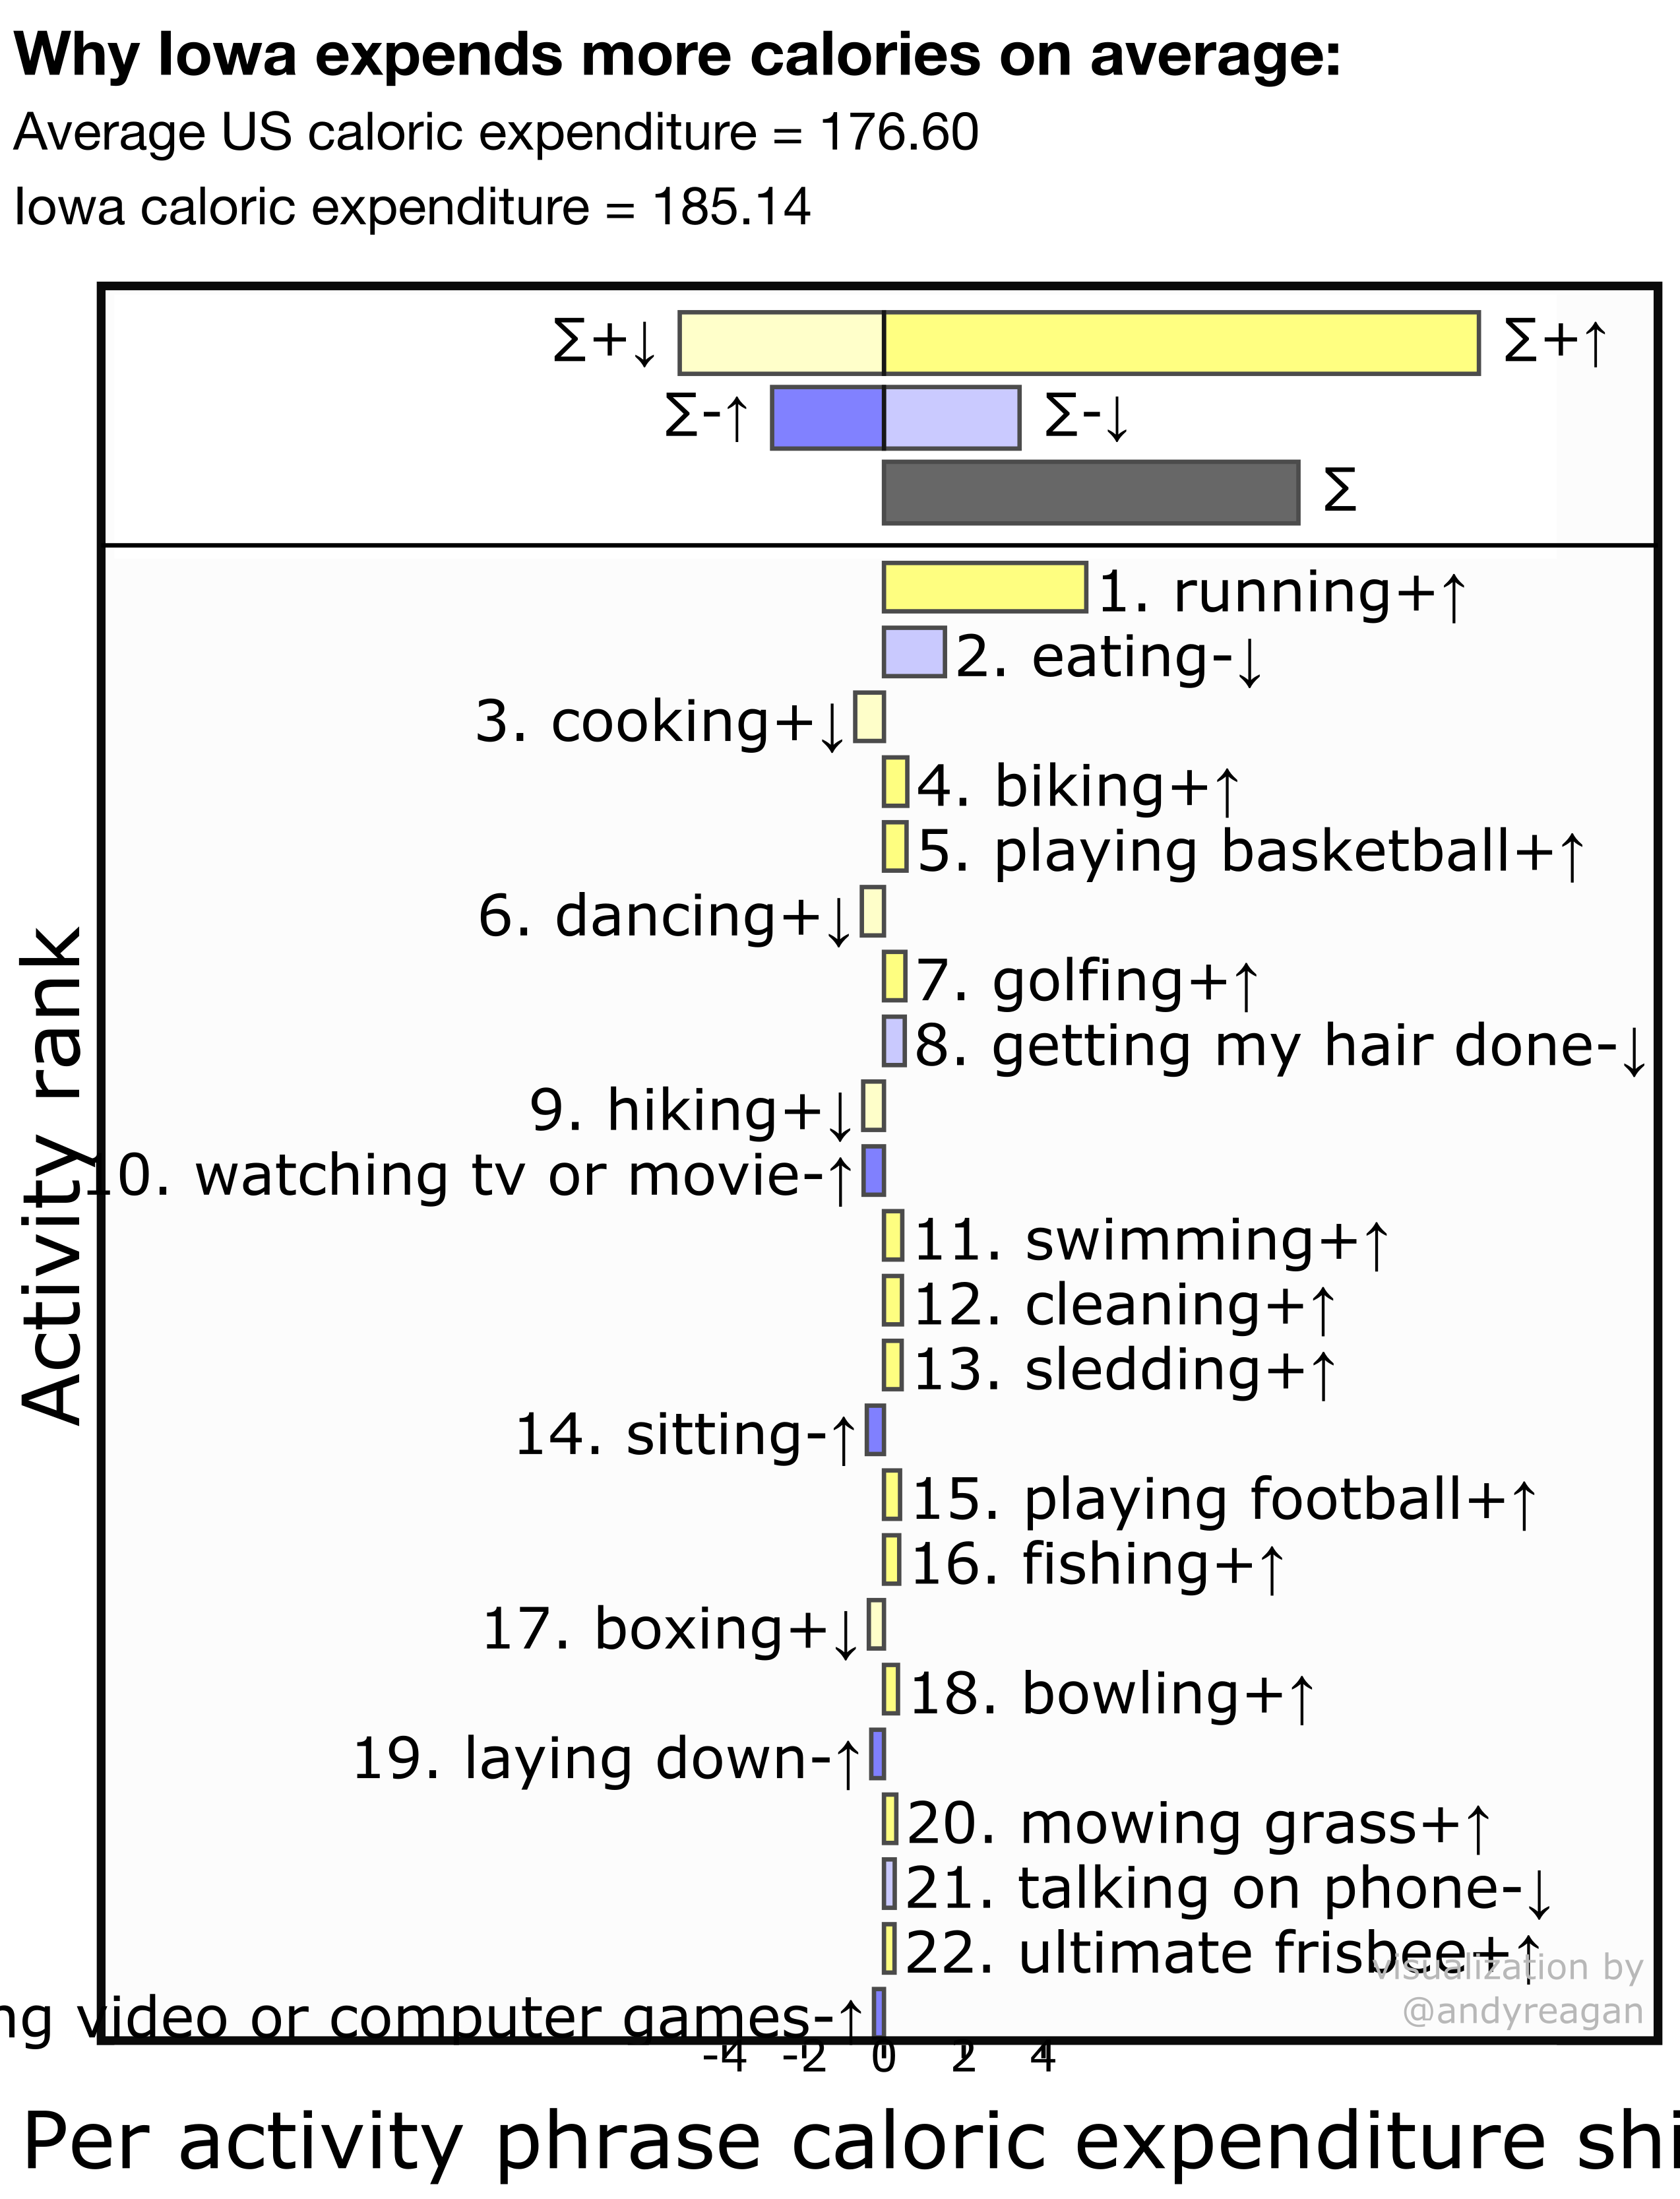 Why Iowa expends more calories on average:
Average US caloric expenditure = 176.60
Iowa caloric expenditure = 185.14
Σ+↓ Σ+↑
Σ-↑ Σ-↓
Σ
1. running+↑
2. eating-↓
3. cooking+↓
4. biking+↑
5. playing basketball+↑
6. dancing+↓
7. golfing+↑
8. getting my hair done-↓
9. hiking+↓
10. watching tv or movie-↑
11. swimming+↑
12. cleaning+↑
13. sledding+↑
14. sitting-↑
15. playing football+↑
16. fishing+↑
17. boxing+↓
18. bowling+↑
19. laying down-↑
20. mowing grass+↑
21. talking on phone-↓
22. ultimate frisbee+↑
ng video or computer games-↑
Activity rank
visualization by
@andyreagan
-4 -2 0 2 4
Per activity phrase caloric expenditure shi